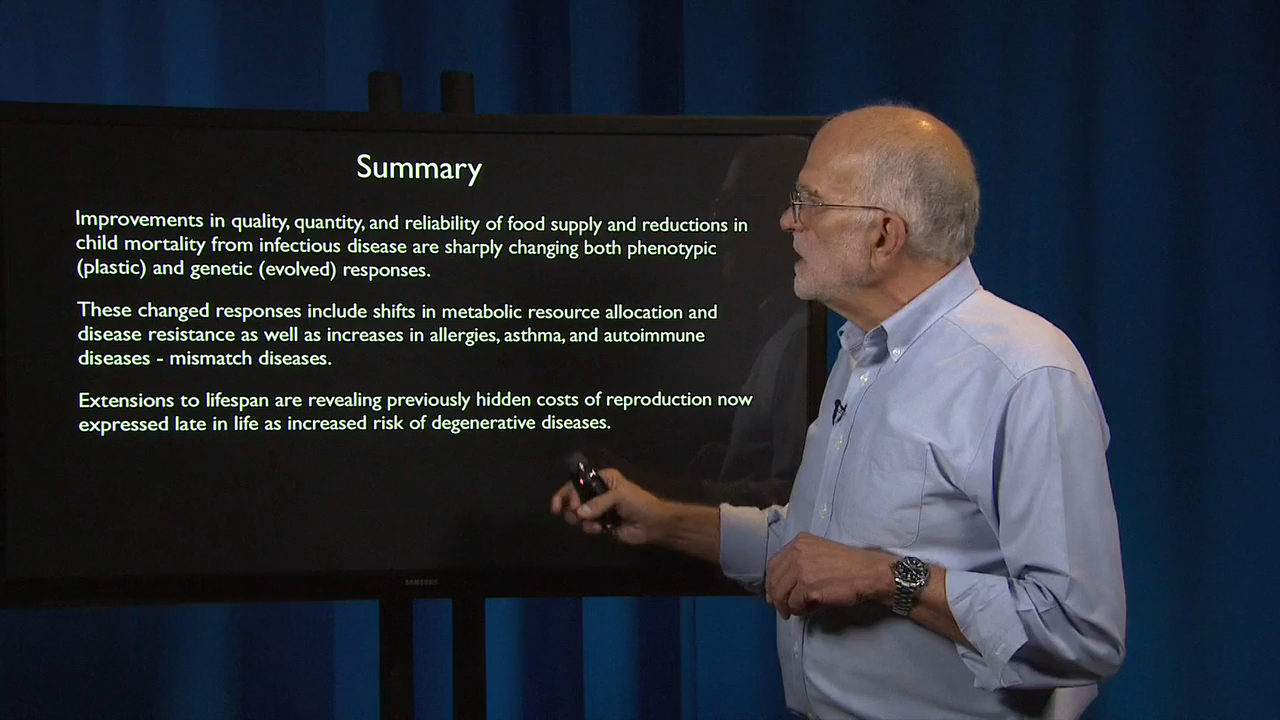 Summary
Improvements in quality, quantity, and reliability of food supply and reductions in
child mortality from infectious disease are sharply changing both phenotypic
(plastic) and genetic (evolved) responses.
These changed responses include shifts in metabolic resource allocation and
disease resistance as well as increases in allergies, asthma, and autoimmune
diseases - mismatch diseases.
Extensions to lifespan are revealing previously hidden costs of reproduction now
expressed late in life as increased risk of degenerative diseases.
SAMSUNG